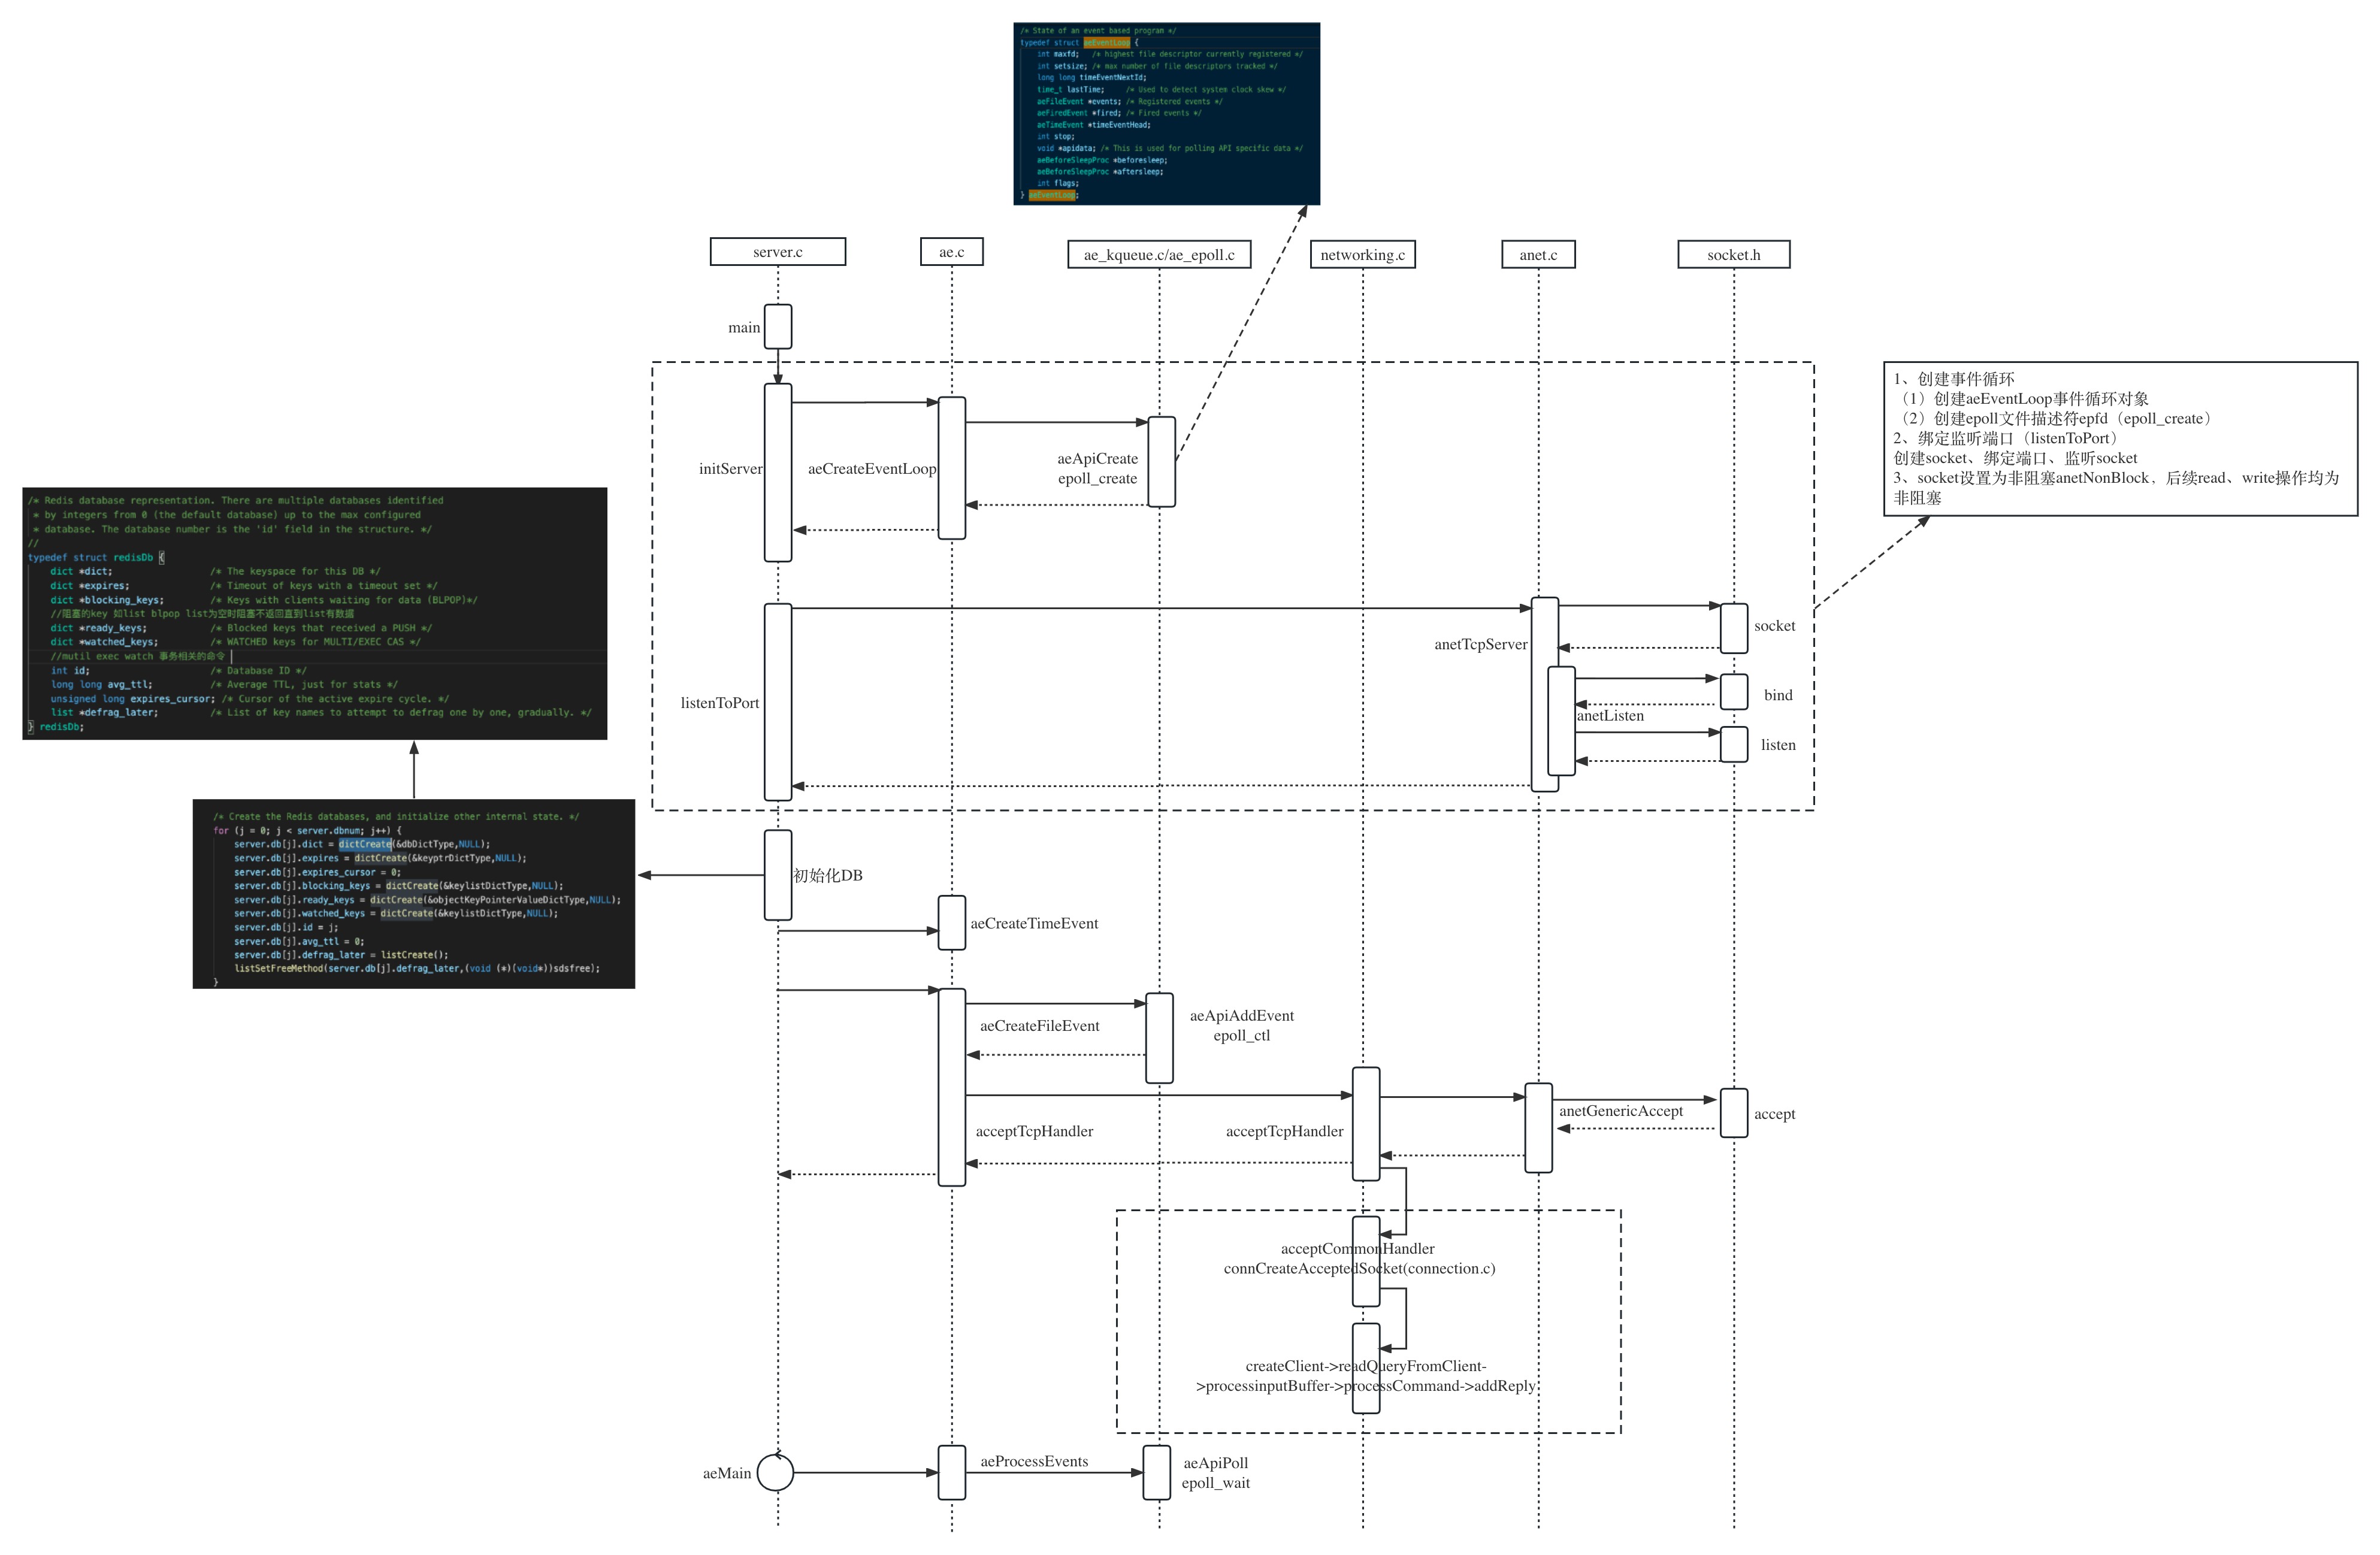 /* State of an event based program */
typedef struct aeEventLoop {
int maxfd;   /* highest file descriptor currently registered */
int setsize; /* max number of file descriptors tracked */
long long timeEventNextId;
time_t lastTime;     /* Used to detect system clock skew */
aeFileEvent *events; /* Registered events */
aeFiredEvent *fired; /* Fired events */
aeTimeEvent *timeEventHead;
int stop;
void *apidata; /* This is used for polling API specific data */
aeBeforeSleepProc *beforesleep;
aeBeforeSleepProc *aftersleep;
int flags;
} aeEventLoop;
server.c
ae.c
ae_kqueue.c/ae_epoll.c
networking.c
anet.c
socket.h
main
1、创建事件循环
（1）创建aeEventLoop事件循环对象
（2）创建epoll文件描述符epfd（epoll_create）
2、绑定监听端口（listenToPort）
创建socket、绑定端口、监听socket
3、socket设置为非阻塞anetNonBlock，后续read、write操作均为
非阻塞
initServer
aeCreateEventLoop
aeApiCreate
epoll_create
/* Redis database representation. There are multiple databases identified
* by integers from 0 (the default database) up to the max configured
* database. The database number is the 'id' field in the structure. */
//
typedef struct redisDb {
dict *dict;                 /* The keyspace for this DB */
dict *expires;              /* Timeout of keys with a timeout set */
dict *blocking_keys;        /* Keys with clients waiting for data (BLPOP)*/
//阻塞的key 如list blpop list为空时阻塞不返回直到list有数据
dict *ready_keys;           /* Blocked keys that received a PUSH */
dict *watched_keys;         /* WATCHED keys for MULTI/EXEC CAS */
//mutil exec watch 事务相关的命令
int id;                     /* Database ID */
long long avg_ttl;          /* Average TTL, just for stats */
unsigned long expires_cursor; /* Cursor of the active expire cycle. */
list *defrag_later;         /* List of key names to attempt to defrag one by one, gradually. */
} redisDb;
listenToPort
anetTcpServer
socket
bind
anetListen
listen
/* Create the Redis databases, and initialize other internal state. */
for (j = 0; j < server.dbnum; j++) {
server.db[j].dict = dictCreate(&dbDictType,NULL);
server.db[j].expires = dictCreate(&keyptrDictType,NULL);
server.db[j].expires_cursor = 0;
server.db[j].blocking_keys = dictCreate(&keylistDictType,NULL);
server.db[j].ready_keys = dictCreate(&objectKeyPointerValueDictType,NULL);
server.db[j].watched_keys = dictCreate(&keylistDictType,NULL);
server.db[j].id = j;
server.db[j].avg_ttl = 0;
server.db[j].defrag_later = listCreate();
listSetFreeMethod(server.db[j].defrag_later,(void (*)(void*))sdsfree);
}
初始化DB
aeCreateTimeEvent
aeCreateFileEvent
aeApiAddEvent
epoll_ctl
acceptTcpHandler
acceptTcpHandler
anetGenericAccept
accept
acceptCommonHandler
connCreateAcceptedSocket(connection.c)
createClient->readQueryFromClient-
>processinputBuffer->processCommand->addReply
aeMain
aeProcessEvents
aeApiPoll
epoll_wait